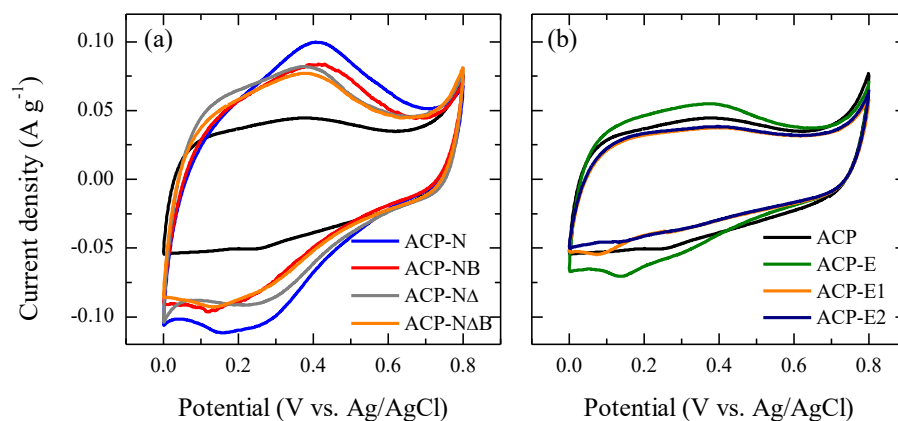 (a)
(b)
Current density (A g⁻¹)
0.10
0.05
0.00
-0.05
-0.10
ACP-N
ACP-NB
ACP-NΔ
ACP-NΔB
ACP
ACP-E
ACP-E1
ACP-E2
0.0 0.2 0.4 0.6 0.8
0.0 0.2 0.4 0.6 0.8
Potential (V vs. Ag/AgCl)
Potential (V vs. Ag/AgCl)